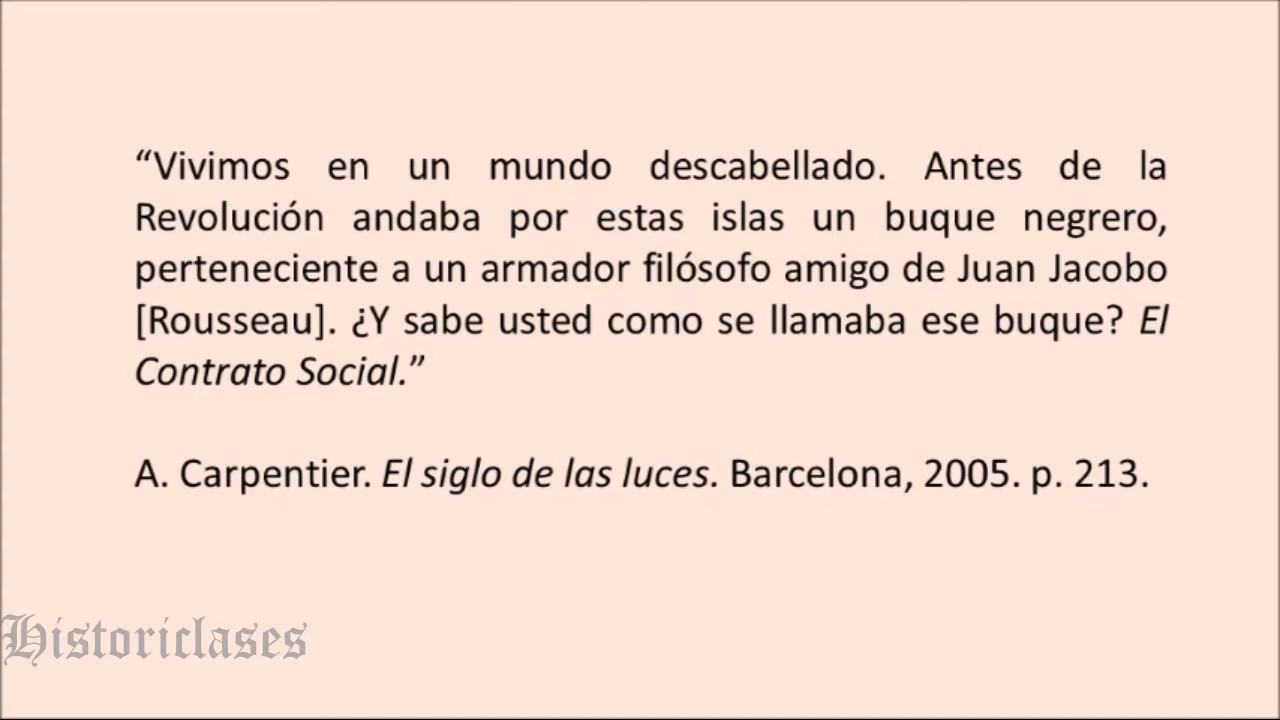 “Vivimos en un mundo descabellado. Antes de la
Revolución andaba por estas islas un buque negrero,
perteneciente a un armador filósofo amigo de Juan Jacobo
[Rousseau]. ¿Y sabe usted como se llamaba ese buque? El
Contrato Social.”
A. Carpentier. El siglo de las luces. Barcelona, 2005. p. 213.
Historiclases